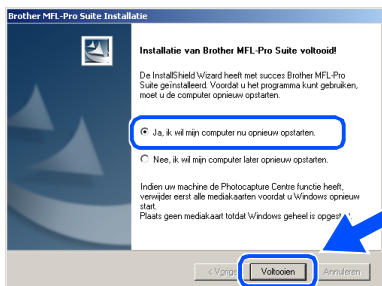 Brother MFL-Pro Suite Installatie
Installatie van Brother MFL-Pro Suite voltooid!
De InstallShield Wizard heeft met succes Brother MFL-Pro
Suite geïnstalleerd. Voordat u het programma kunt gebruiken,
moet u de computer opnieuw opstarten.
Ja, ik wil mijn computer nu opnieuw opstarten.
Nee, ik wil mijn computer later opnieuw opstarten.
Indien uw machine de Photocapture Centre functie heeft,
verwijder eerst alle mediakaarten voordat u Windows opnieuw
start.
Plaats geen mediakaart totdat Windows geheel is
Voltooien
Annuleren